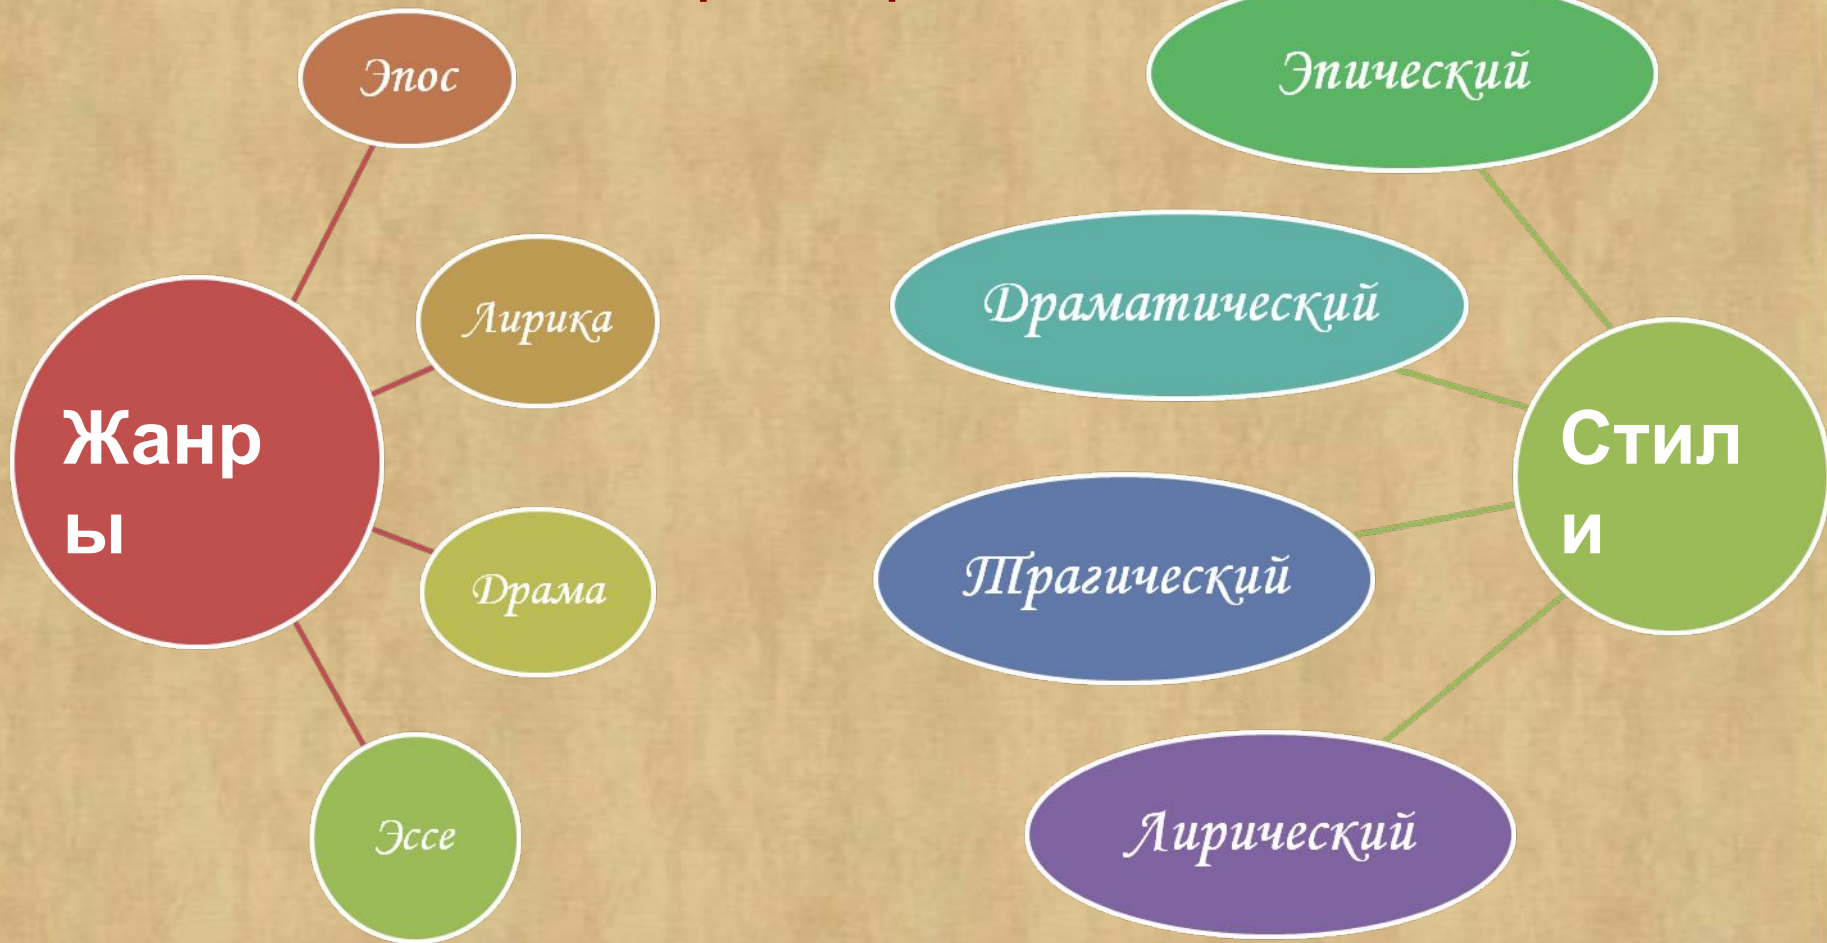 Эпос
Лирика
Жанр
ы
Драма
Эссе
Эпический
Драматический
Стил
и
Трагический
Лирический